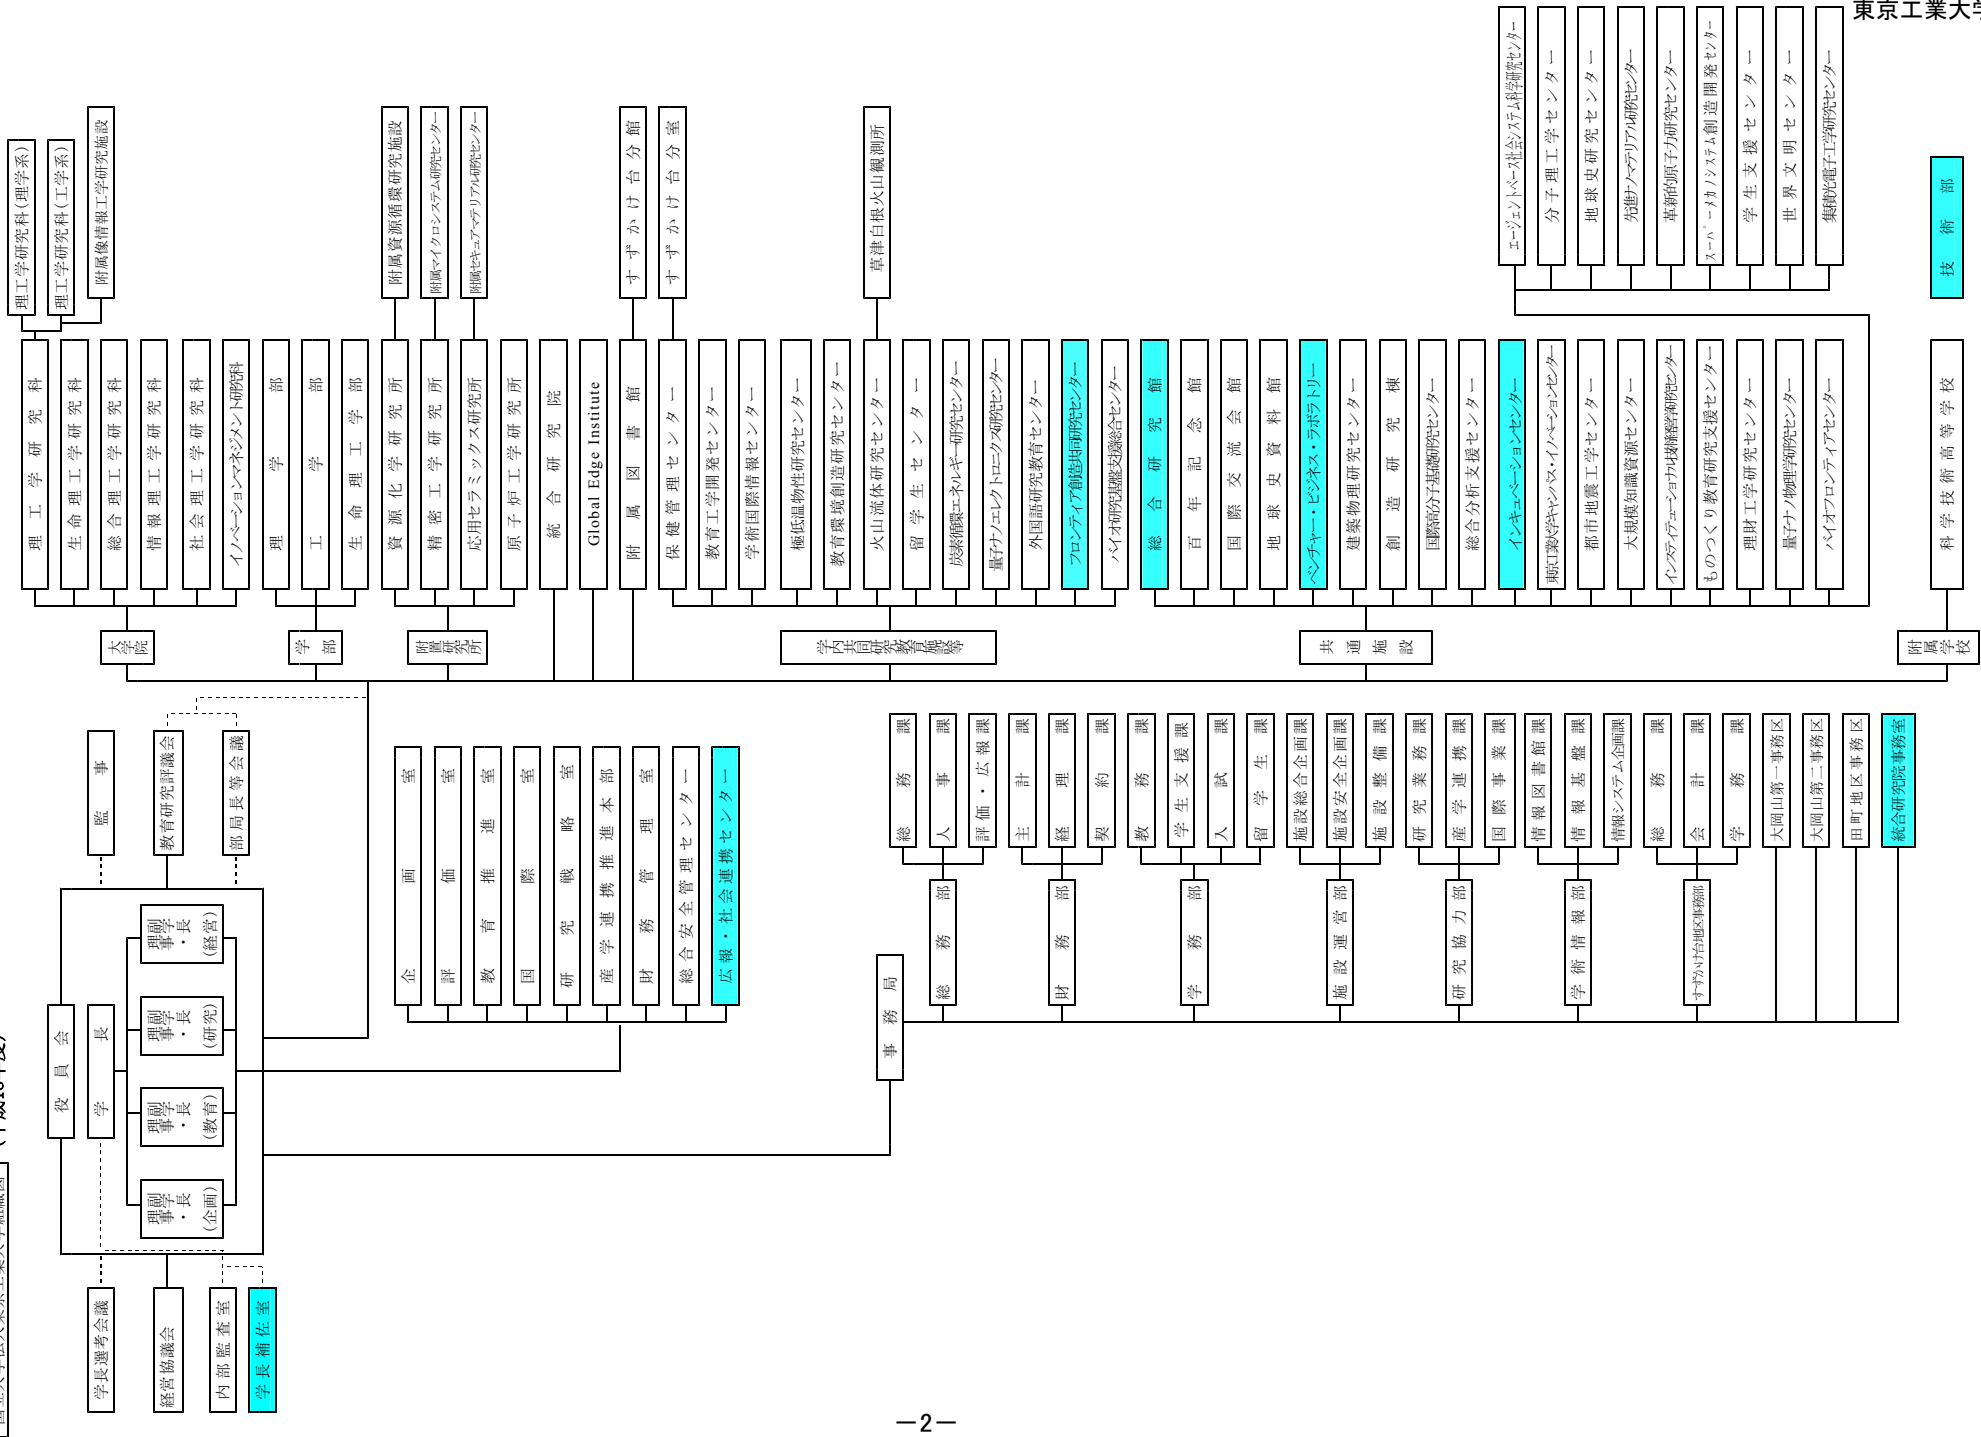 東京工業大学
エージェントベース社会システム科学研究センター
分子理工学センター
地球史研究センター
先進ナノマテリアル研究センター
革新的原子力研究センター
スーパーメカノシステム創造開発センター
学生支援センター
世界文明センター
集積光電子工学研究センター
技術部
理工学研究科(理学系)
理工学研究科(工学系)
附属像情報工学研究施設
附属資源循環研究施設
附属マイクロシステム研究センター
附属セキュアマテリアル研究センター
すずかけ台分館
すずかけ台分室
草津白根火山観測所
理工学研究科
生命理工学研究科
総合理工学研究科
情報理工学研究科
社会理工学研究科
イノベーションマネジメント研究科
理学部
工学部
生命理工学部
資源化学研究所
精密工学研究所
応用セラミックス研究所
原子炉工学研究所
統合研究院
Global Edge Institute
附属図書館
保健管理センター
教育工学開発センター
学術国際情報センター
極低温物性研究センター
教育環境創造研究センター
火山流体研究センター
留学生センター
炭素循環エネルギー研究センター
量子ナノエレクトロニクス研究センター
外国語研究教育センター
フロンティア創造共同研究センター
バイオ研究基盤支援総合センター
総合研究館
百年記念館
国際交流会館
地球史資料館
ベンチャー・ビジネス・ラボラトリー
建築物理研究センター
創造研究棟
国際高分子基礎研究センター
総合分析支援センター
インキュベーションセンター
東京工業大学キャンパス・イノベーションセンター
都市地震工学センター
大規模知識資源センター
インスティテューショナル技術経営学研究センター
ものつくり教育研究支援センター
理財工学研究センター
量子ナノ物理学研究センター
バイオフロンティアセンター
科学技術高等学校
大学院
学部
附置研究所
学内共同研究教育施設等
共通施設
附属学校
監事
教育研究評議会
部局長等会議
企画室
評価室
教育推進室
国際室
研究戦略室
産学連携推進本部
財務管理室
総合安全管理センター
広報・社会連携センター
総務課
人事課
評価・広報課
主計課
経理課
契約課
教務課
学生支援課
入試課
留学生課
施設総合企画課
施設安全企画課
施設整備課
研究業務課
産学連携課
国際事業課
情報図書館課
情報基盤課
情報システム企画課
総務課
会計課
学務課
大岡山第一事務区
大岡山第二事務区
田町地区事務区
統合研究院事務室
総務部
財務部
学務部
施設運営部
研究協力部
学術情報部
すずかけ台地区事務部
事務局
役員会
学長
理事・副学長(経営)
理事・副学長(研究)
理事・副学長(教育)
理事・副学長(企画)
学長選考会議
経営協議会
内部監査室
学長補佐室
－2－